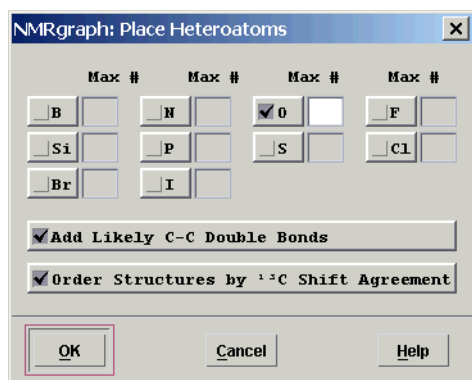 NMRgraph: Place Heteroatoms
Max # Max # Max # Max #
B N O F
Si P S Cl
Br I
Add Likely C-C Double Bonds
Order Structures by ¹³C Shift Agreement
OK Cancel Help